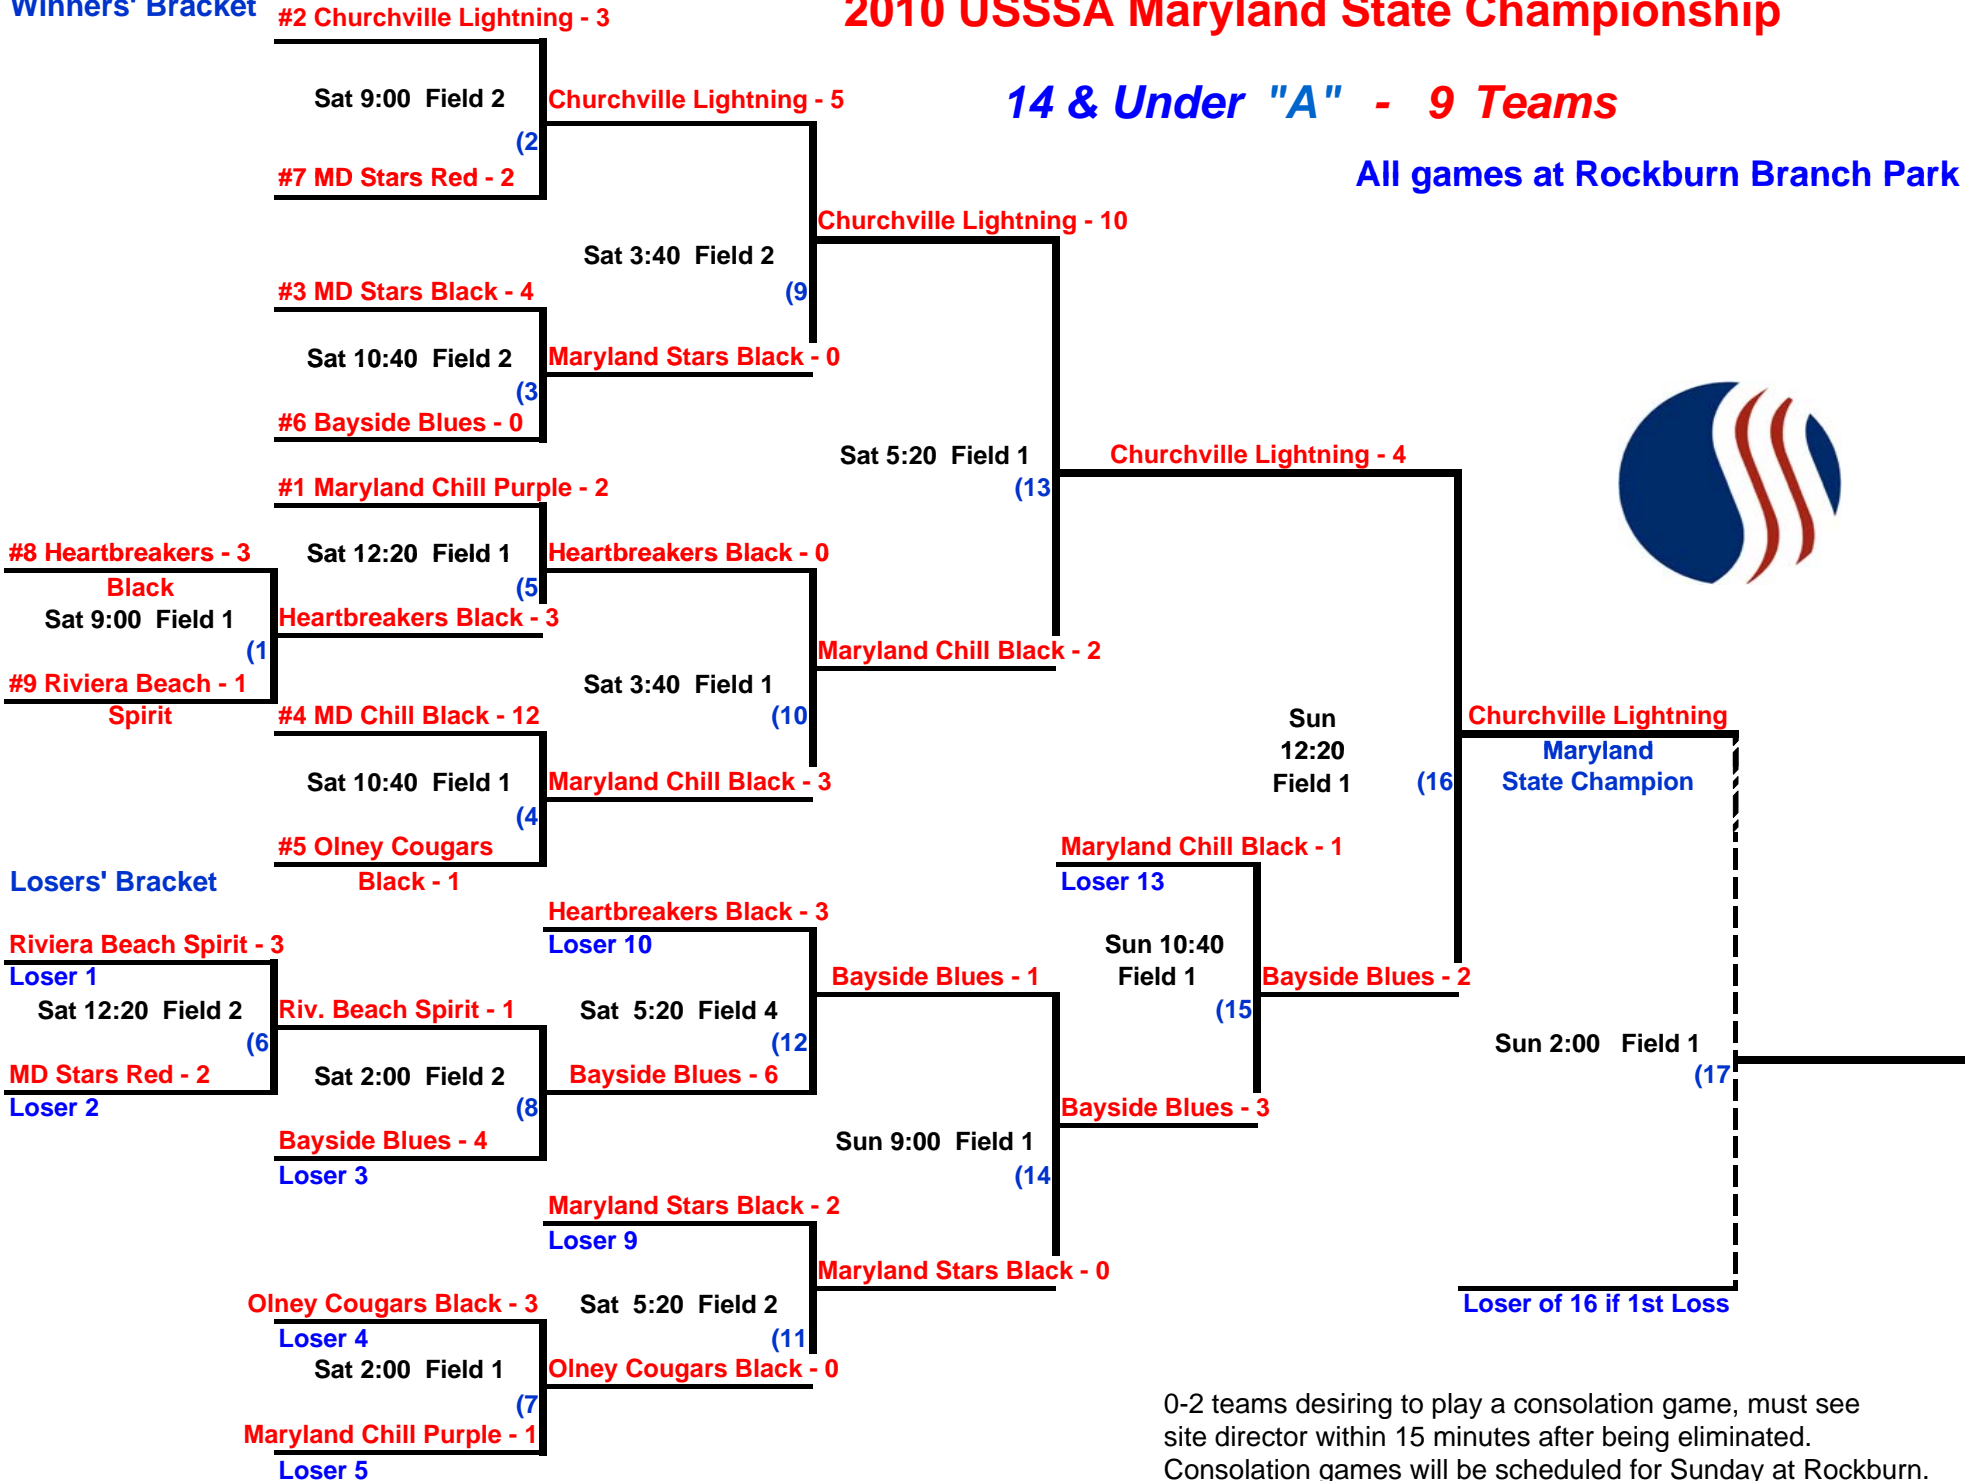 Winners' Bracket
#2 Churchville Lightning - 3
2010 USSSA Maryland State Championship
Sat 9:00 Field 2
Churchville Lightning - 5
14 & Under "A" - 9 Teams
(2
#7 MD Stars Red - 2
All games at Rockburn Branch Park
Churchville Lightning - 10
Sat 3:40 Field 2
#3 MD Stars Black - 4
(9
Sat 10:40 Field 2
Maryland Stars Black - 0
(3
#6 Bayside Blues - 0
Sat 5:20 Field 1
Churchville Lightning - 4
#1 Maryland Chill Purple - 2
(13
#8 Heartbreakers - 3
Sat 12:20 Field 1
Heartbreakers Black - 0
Black
(5
Sat 9:00 Field 1
Heartbreakers Black - 3
(1
Maryland Chill Black - 2
#9 Riviera Beach - 1
Sat 3:40 Field 1
Spirit
#4 MD Chill Black - 12
(10
Sun
12:20
Field 1
(16
Churchville Lightning
Maryland
State Champion
Sat 10:40 Field 1
Maryland Chill Black - 3
(4
#5 Olney Cougars
Black - 1
Maryland Chill Black - 1
Loser 13
Losers' Bracket
Heartbreakers Black - 3
Loser 10
Riviera Beach Spirit - 3
Loser 1
Sun 10:40
Field 1
Bayside Blues - 1
Bayside Blues - 2
(15
Sat 12:20 Field 2
Riv. Beach Spirit - 1
Sat 5:20 Field 4
(6
(12
Sun 2:00 Field 1
(17
MD Stars Red - 2
Loser 2
Sat 2:00 Field 2
Bayside Blues - 6
(8
Bayside Blues - 3
Bayside Blues - 4
Loser 3
Sun 9:00 Field 1
(14
Maryland Stars Black - 2
Loser 9
Maryland Stars Black - 0
Olney Cougars Black - 3
Loser 4
Sat 5:20 Field 2
(11
Loser of 16 if 1st Loss
Sat 2:00 Field 1
Olney Cougars Black - 0
(7
Maryland Chill Purple - 1
Loser 5
0-2 teams desiring to play a consolation game, must see
site director within 15 minutes after being eliminated.
Consolation games will be scheduled for Sunday at Rockburn.